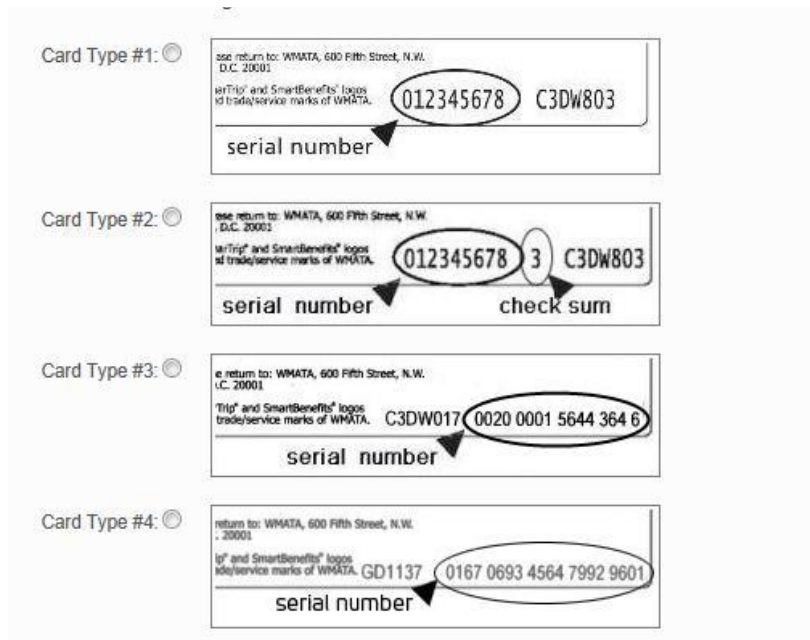 Card Type #1:
ase return to: WMATA, 600 Fifth Street, N.W.
D.C. 20001
arTrip® and SmartBenefits® logos
nd trade/service marks of WMATA.
012345678 C3DW803
serial number
Card Type #2:
ase return to: WMATA, 600 Fifth Street, N.W.
, D.C. 20001
arTrip® and SmartBenefits® logos
nd trade/service marks of WMATA.
012345678 3 C3DW803
serial number check sum
Card Type #3:
e return to: WMATA, 600 Fifth Street, N.W.
.C. 20001
Trip® and SmartBenefits® logos
trade/service marks of WMATA. C3DW017 0020 0001 5644 364 6
serial number
Card Type #4:
return to: WMATA, 600 Fifth Street, N.W.
. 20001
ip® and SmartBenefits® logos
ade/service marks of WMATA. GD1137 0167 0693 4564 7992 9601
serial number